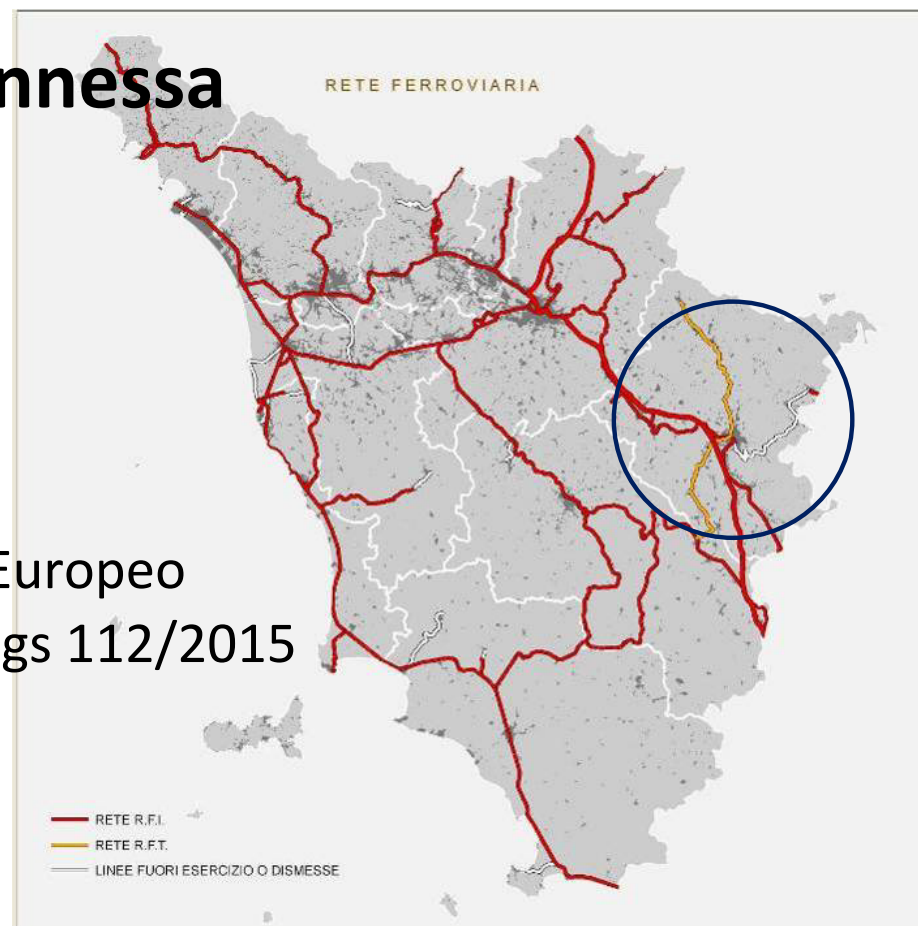 nnessa
RETE FERROVIARIA
Europeo
gs 112/2015
RETE R.F.I.
RETE R.F.T.
LINEE FUORI ESERCIZIO O DISMESSE